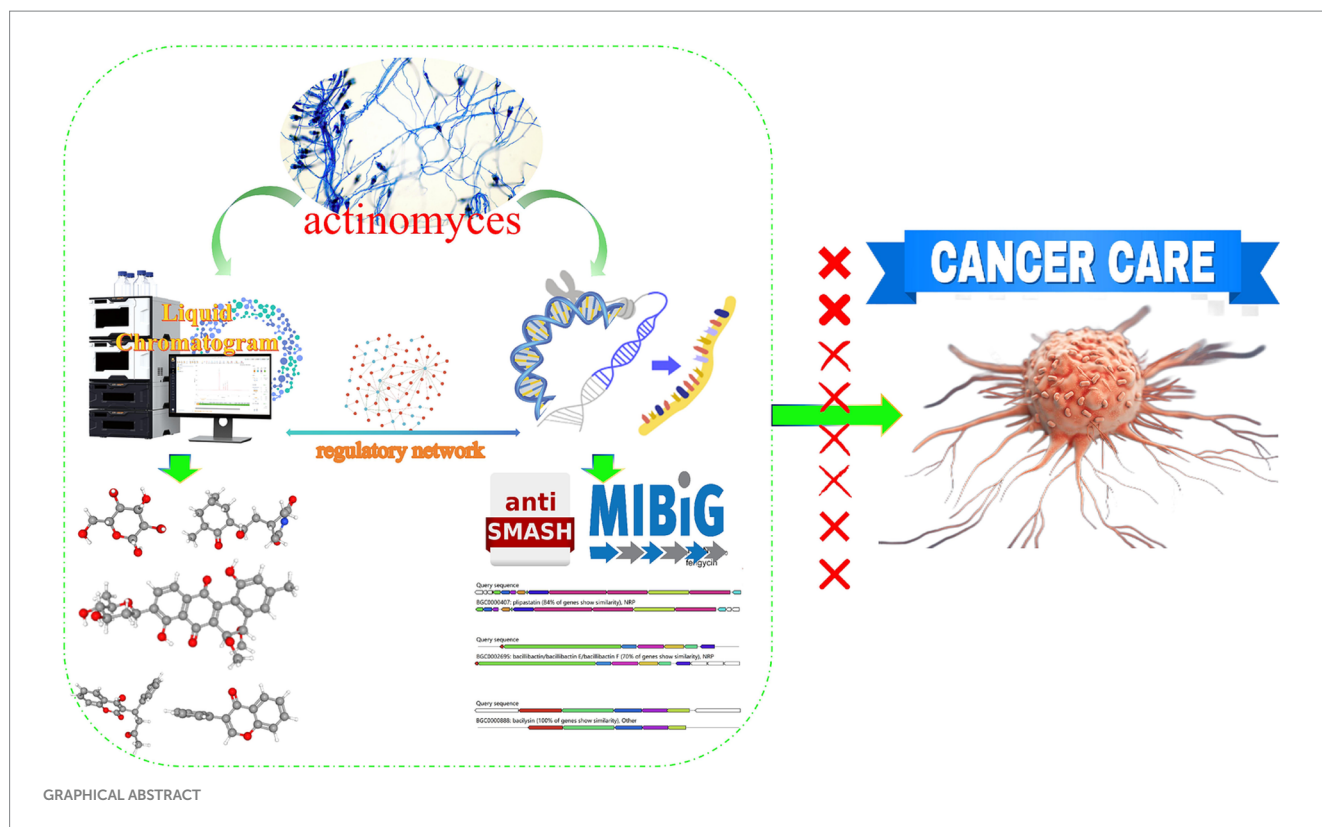 actinomyces
Liquid
Chromatogram
regulatory network
CANCER CARE
anti
SMASH
MIBiG
fengycin
Query sequence
BGC0000407: plipastatin (84% of genes show similarity), NRP
Query sequence
BGC0002695: bacillibactin/bacillibactin E/bacillibactin F (70% of genes show similarity), NRP
Query sequence
BGC0000888: bacilysin (100% of genes show similarity), Other
GRAPHICAL ABSTRACT